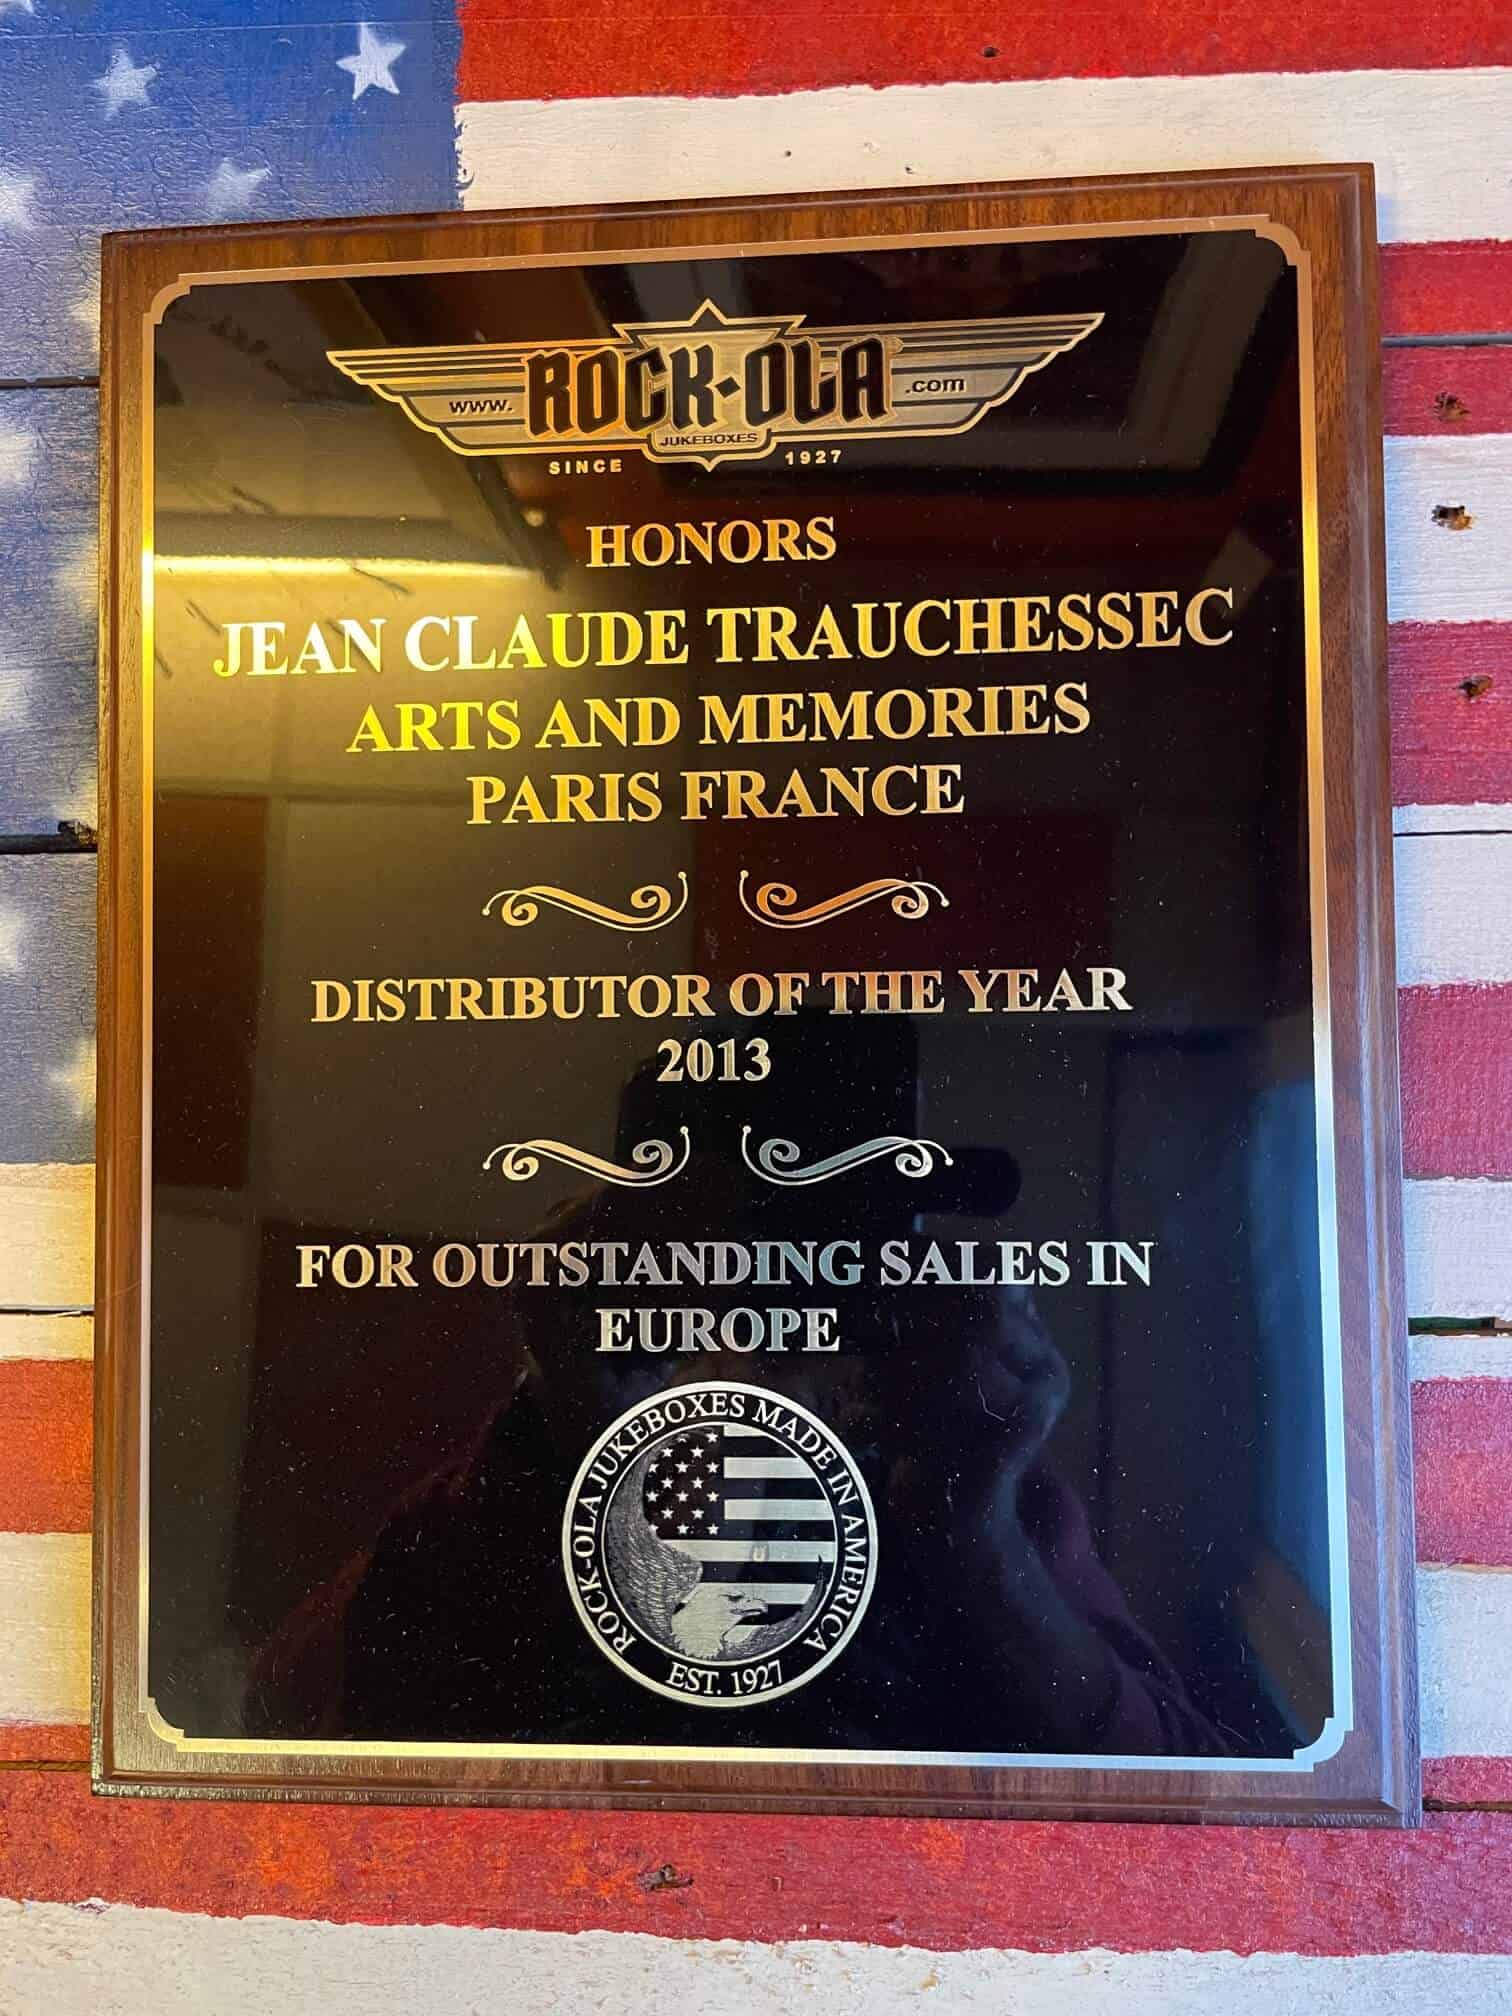 www. ROCK-OLA® .com
JUKEBOXES
SINCE 1927
HONORS
JEAN CLAUDE TRAUCHESSEC
ARTS AND MEMORIES
PARIS FRANCE
DISTRIBUTOR OF THE YEAR
2013
FOR OUTSTANDING SALES IN
EUROPE
ROCK-OLA JUKEBOXES MADE IN AMERICA
EST. 1927